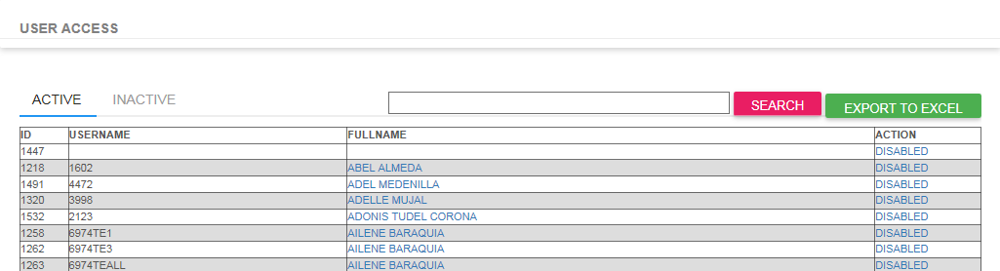 USER ACCESS
ACTIVE INACTIVE SEARCH EXPORT TO EXCEL
ID USERNAME FULLNAME ACTION
1447 DISABLED
1218 1602 ABEL ALMEDA DISABLED
1491 4472 ADEL MEDENILLA DISABLED
1320 3998 ADELLE MUJAL DISABLED
1532 2123 ADONIS TUDEL CORONA DISABLED
1258 6974TE1 AILENE BARAQUIA DISABLED
1262 6974TE3 AILENE BARAQUIA DISABLED
1263 6974TEALL AILENE BARAQUIA DISABLED